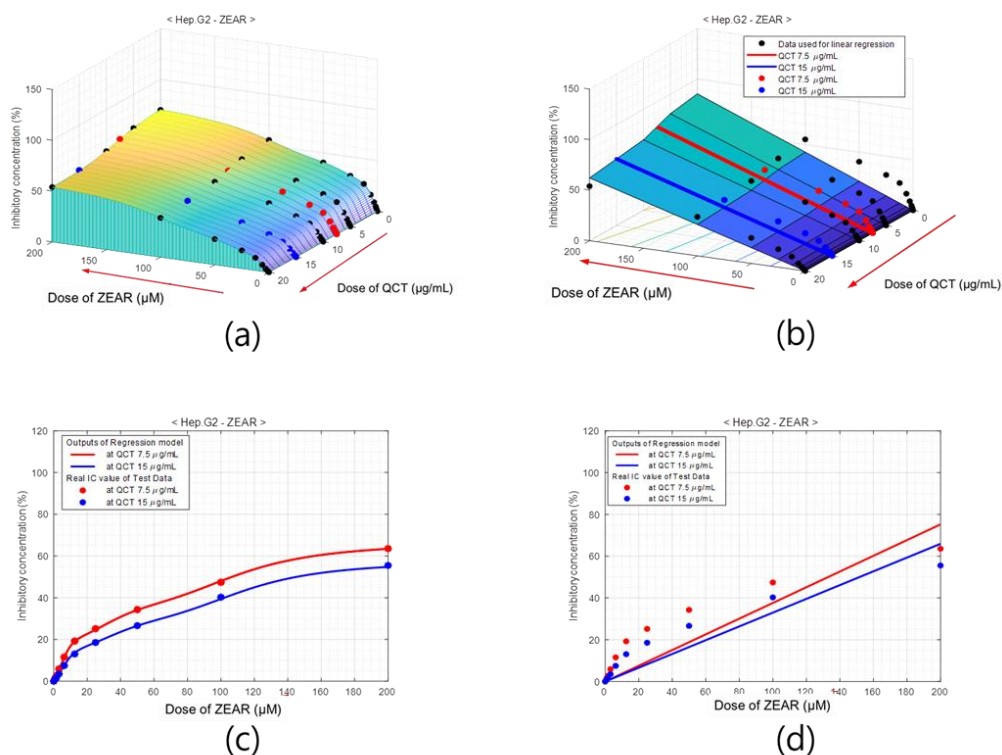 < Hep.G2 - ZEAR >
150
100
50
0
Inhibitory concentration (%)
200
150
100
50
0
20
15
10
5
0
Dose of ZEAR (µM)
Dose of QCT (µg/mL)
(a)
< Hep.G2 - ZEAR >
Data used for linear regression
QCT 7.5 µg/mL
QCT 15 µg/mL
QCT 7.5 µg/mL
QCT 15 µg/mL
150
100
50
0
Inhibitory concentration (%)
200
150
100
50
0
20
15
10
5
0
Dose of ZEAR (µM)
Dose of QCT (µg/mL)
(b)
< Hep.G2 - ZEAR >
Outputs of Regression model
at QCT 7.5 µg/mL
at QCT 15 µg/mL
Real IC value of Test Data
at QCT 7.5 µg/mL
at QCT 15 µg/mL
120
100
80
60
40
20
0
Inhibitory concentration (%)
0 20 40 60 80 100 120 140 160 180 200
Dose of ZEAR (µM)
(c)
< Hep.G2 - ZEAR >
Outputs of Regression model
at QCT 7.5 µg/mL
at QCT 15 µg/mL
Real IC value of Test Data
at QCT 7.5 µg/mL
at QCT 15 µg/mL
120
100
80
60
40
20
0
Inhibitory concentration (%)
0 20 40 60 80 100 120 140 160 180 200
Dose of ZEAR (µM)
(d)